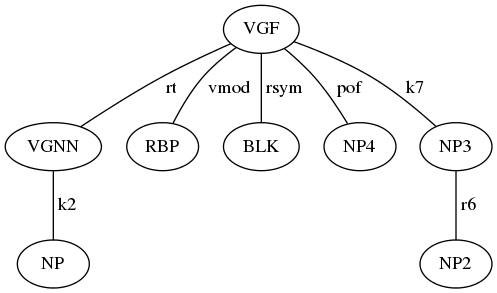 VGF
rt vmod rsym pof k7
VGNN RBP BLK NP4 NP3
k2 r6
NP NP2